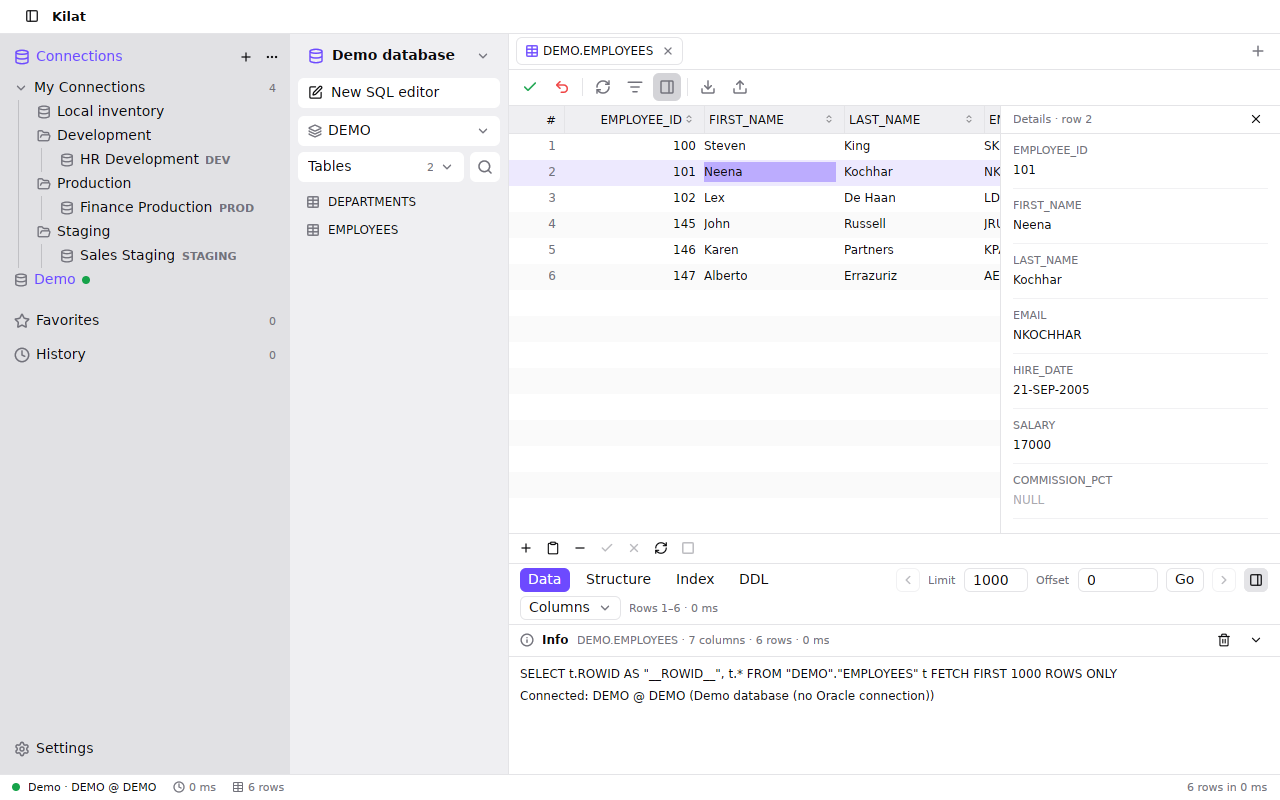 Kilat
Connections
My Connections 4
Local inventory
Development
HR Development DEV
Production
Finance Production PROD
Staging
Sales Staging STAGING
Demo
Favorites 0
History 0
Settings
Demo database
New SQL editor
DEMO
Tables 2
DEPARTMENTS
EMPLOYEES
DEMO.EMPLOYEES
# EMPLOYEE_ID FIRST_NAME LAST_NAME
1 100 Steven King SK
2 101 Neena Kochhar NK
3 102 Lex De Haan LD
4 145 John Russell
5 146 Karen Partners
6 147 Alberto Errazuriz AE
Details · row 2
EMPLOYEE_ID
101
FIRST_NAME
Neena
LAST_NAME
Kochhar
EMAIL
NKOCHHAR
HIRE_DATE
21-SEP-2005
SALARY
17000
COMMISSION_PCT
NULL
Data Structure Index DDL Limit 1000 Offset 0 Go
Columns Rows 1–6 · 0 ms
Info DEMO.EMPLOYEES · 7 columns · 6 rows · 0 ms
SELECT t.ROWID AS "__ROWID__", t.* FROM "DEMO"."EMPLOYEES" t FETCH FIRST 1000 ROWS ONLY
Connected: DEMO @ DEMO (Demo database (no Oracle connection))
Demo · DEMO @ DEMO 0 ms 6 rows 6 rows in 0 ms